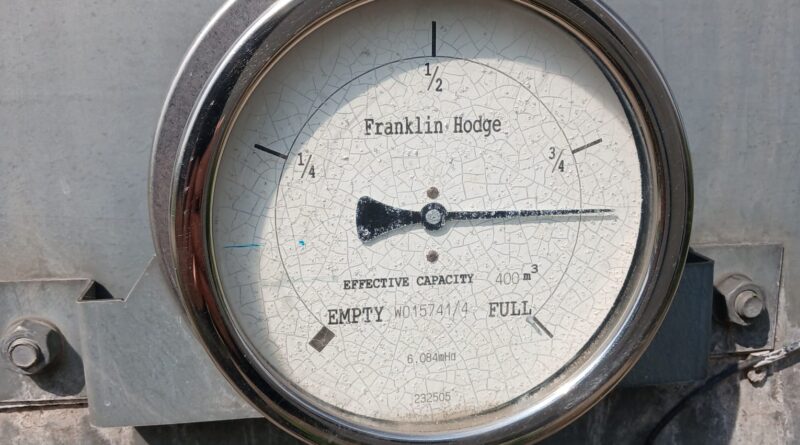 1/2
Franklin Hodge
1/4
3/4
EFFECTIVE CAPACITY 400 m³
EMPTY W015741/4 FULL
6.084mHd
232505